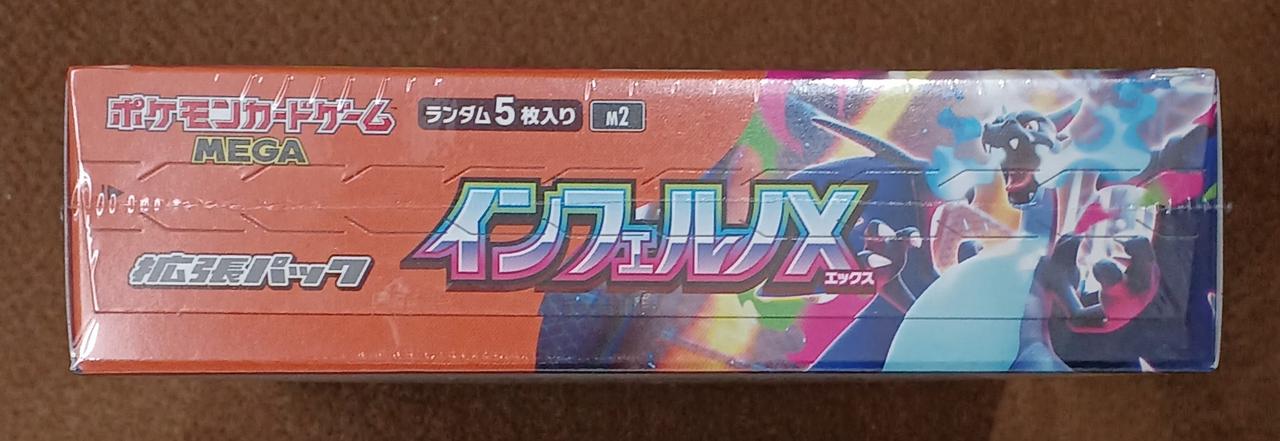 ポケモンカードゲーム
MEGA
ランダム5枚入り
M2
インフェルノX
エックス
拡張パック